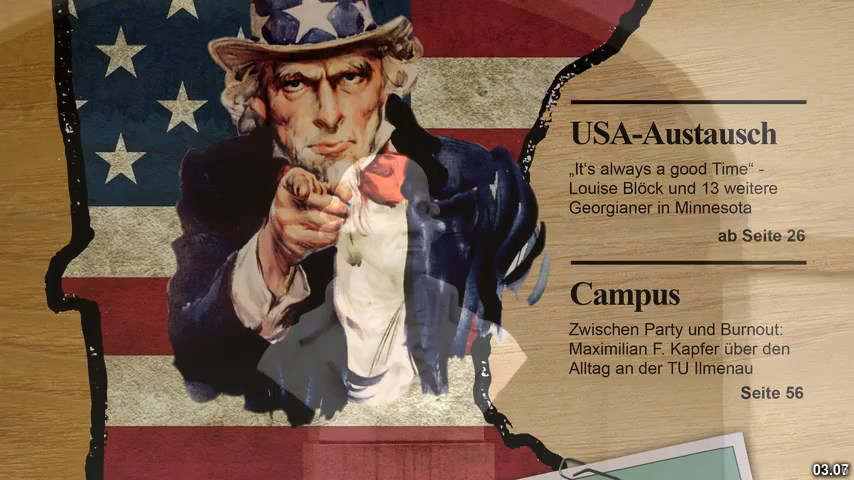 USA-Austausch
„It's always a good Time“ -
Louise Blöck und 13 weitere
Georgianer in Minnesota
ab Seite 26
Campus
Zwischen Party und Burnout:
Maximilian F. Kapfer über den
Alltag an der TU Ilmenau
Seite 56
03.07